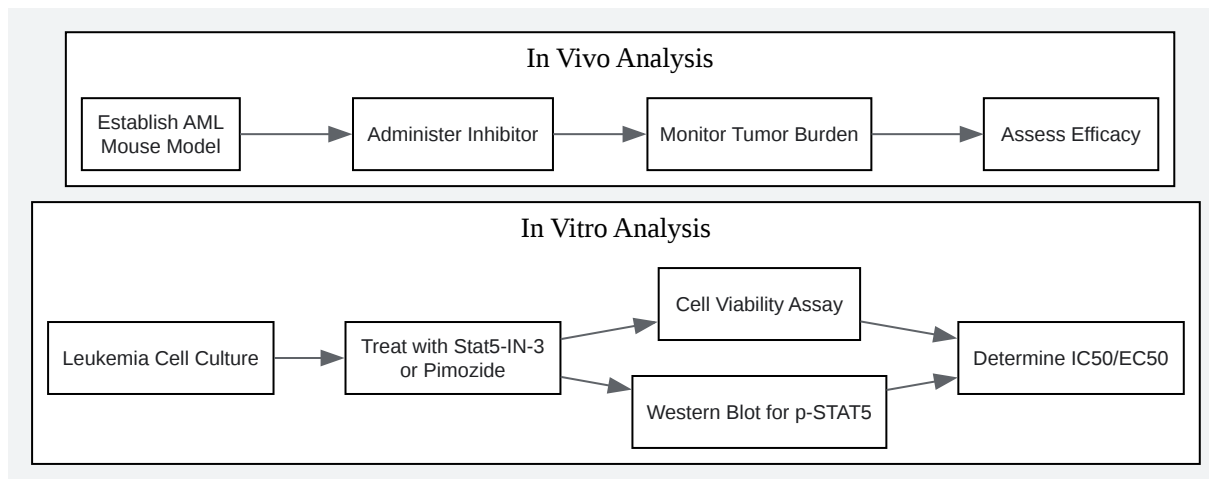 In Vivo Analysis
Establish AML
Mouse Model
Administer Inhibitor
Monitor Tumor Burden
Assess Efficacy
In Vitro Analysis
Leukemia Cell Culture
Treat with Stat5-IN-3
or Pimozide
Cell Viability Assay
Western Blot for p-STAT5
Determine IC50/EC50